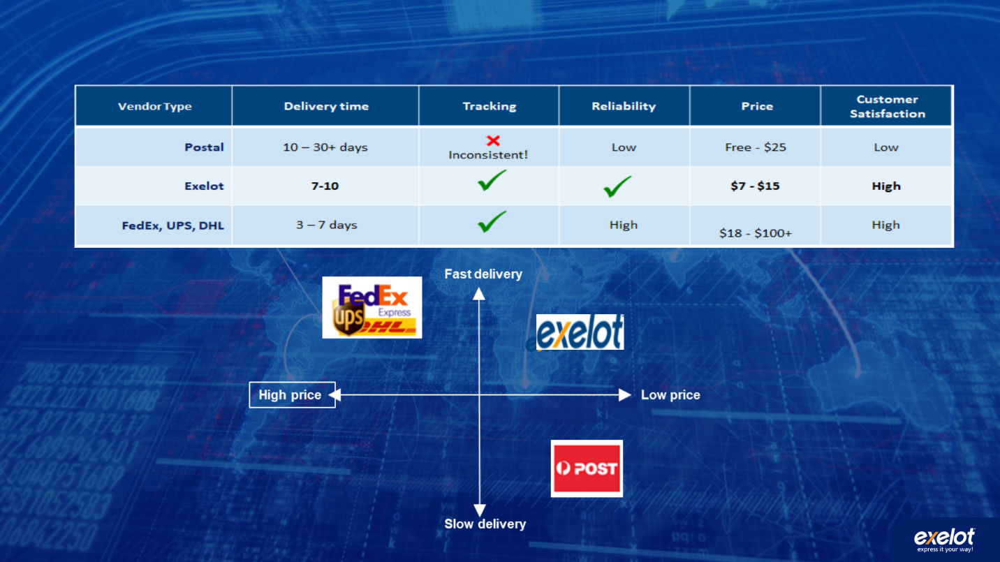 Vendor Type Delivery time Tracking Reliability Price Customer Satisfaction
Postal 10 – 30+ days Inconsistent! Low Free - $25 Low
Exelot 7-10 $7 - $15 High
FedEx, UPS, DHL 3 – 7 days High $18 - $100+ High
Fast delivery
FedEx
Express
ups
DHL
exelot
High price
Low price
POST
Slow delivery
exelot
express it your way!